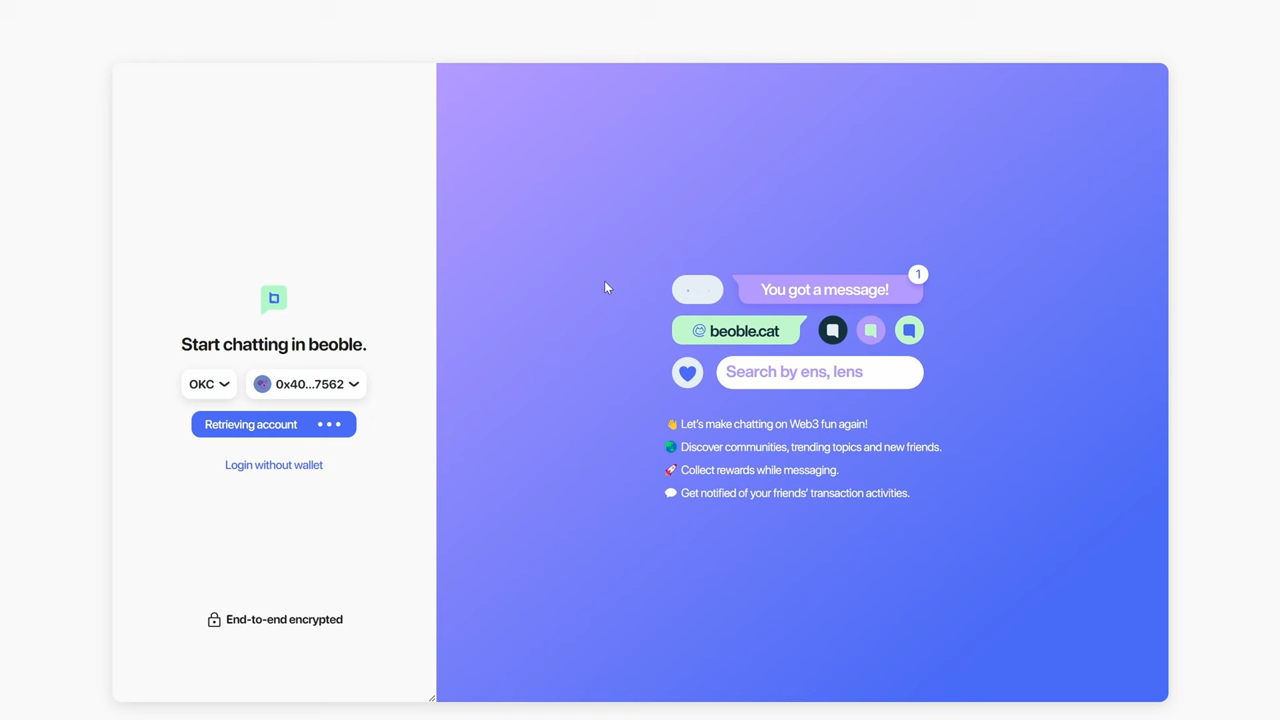 Start chatting in beoble.
OKC
0x40...7562
Retrieving account
Login without wallet
End-to-end encrypted
1
You got a message!
beoble.cat
Search by ens, lens
👋 Let's make chatting on Web3 fun again!
🌏 Discover communities, trending topics and new friends.
🚀 Collect rewards while messaging.
💬 Get notified of your friends' transaction activities.